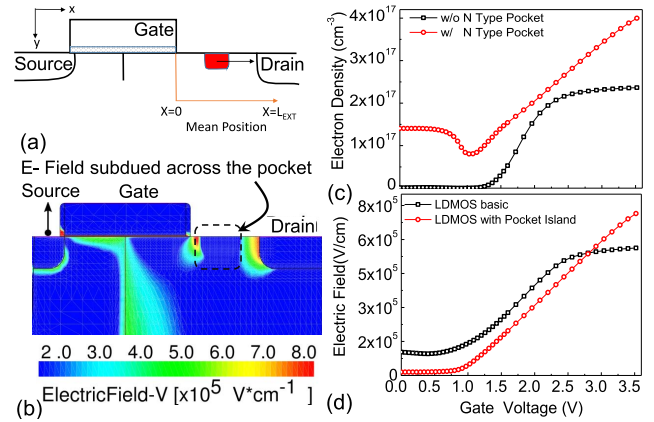 x
y
Gate
Source
Drain
X=0
X=L_EXT
Mean Position
(a)
E- Field subdued across the pocket
Source
Gate
Drain
2.0 3.0 4.0 5.0 6.0 7.0 8.0
ElectricField-V [x10^5 V*cm^-1 ]
(b)
Electron Density (cm^-3)
4x10^17
3x10^17
2x10^17
1x10^17
0
w/o N Type Pocket
w/ N Type Pocket
(c)
Electric Field(V/cm)
8x10^5
6x10^5
3x10^5
2x10^5
0
LDMOS basic
LDMOS with Pocket Island
0.0 0.5 1.0 1.5 2.0 2.5 3.0 3.5
Gate Voltage (V)
(d)